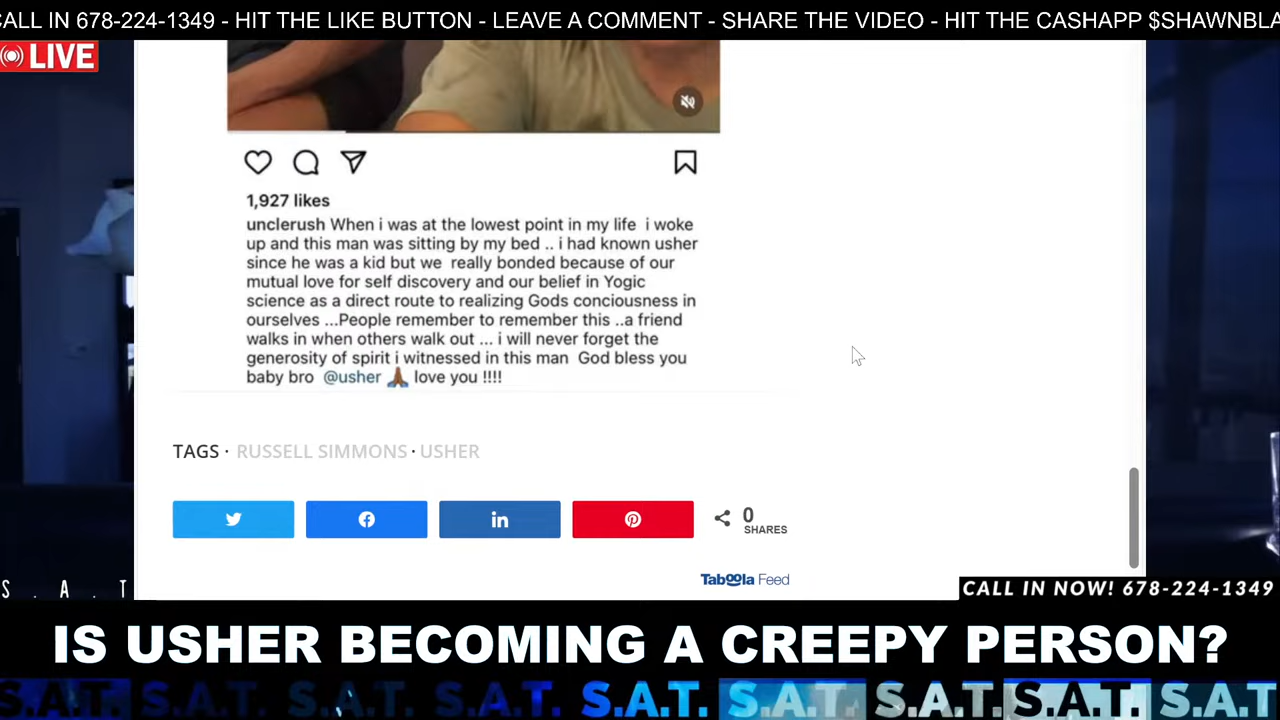 CALL IN 678-224-1349 - HIT THE LIKE BUTTON - LEAVE A COMMENT - SHARE THE VIDEO - HIT THE CASHAPP $SHAWNBLA
LIVE
1,927 likes
unclerush When i was at the lowest point in my life i woke
up and this man was sitting by my bed .. i had known usher
since he was a kid but we really bonded because of our
mutual love for self discovery and our belief in Yogic
science as a direct route to realizing Gods conciousness in
ourselves ...People remember to remember this ..a friend
walks in when others walk out ... i will never forget the
generosity of spirit i witnessed in this man God bless you
baby bro @usher 🙏🏾 love you !!!!
TAGS · RUSSELL SIMMONS · USHER
0
SHARES
Taboola Feed
S . A . T
CALL IN NOW! 678-224-1349
IS USHER BECOMING A CREEPY PERSON?
S.A.T. S.A.T. S.A.T. S.A.T. S.A.T. S.A.T. S.A.T. S.A.T. S.A.T